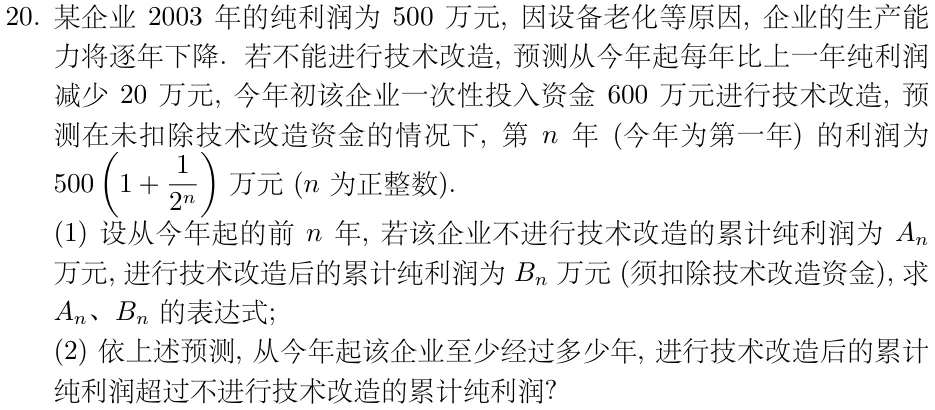 20. 某企业 2003 年的纯利润为 500 万元, 因设备老化等原因, 企业的生产能
力将逐年下降. 若不能进行技术改造, 预测从今年起每年比上一年纯利润
减少 20 万元, 今年初该企业一次性投入资金 600 万元进行技术改造, 预
测在未扣除技术改造资金的情况下, 第 n 年 (今年为第一年) 的利润为
500(1 + 1/2ⁿ) 万元 (n 为正整数).
(1) 设从今年起的前 n 年, 若该企业不进行技术改造的累计纯利润为 Aₙ
万元, 进行技术改造后的累计纯利润为 Bₙ 万元 (须扣除技术改造资金), 求
Aₙ、Bₙ 的表达式;
(2) 依上述预测, 从今年起该企业至少经过多少年, 进行技术改造后的累计
纯利润超过不进行技术改造的累计纯利润?